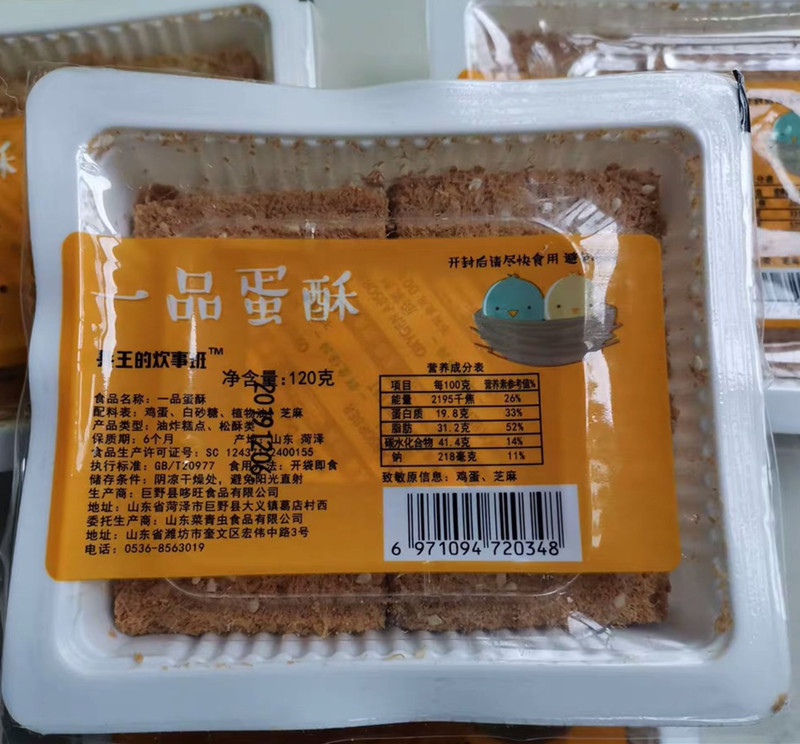 一品蛋酥
开封后请尽快食用 避
兵王的炊事班™
净含量:120克
2019/12/06
食品名称: 一品蛋酥
配料表: 鸡蛋、白砂糖、植物油、芝麻
产品类型: 油炸糕点、松酥类
保质期: 6个月 产地: 山东 菏泽
食品生产许可证号: SC 1243 2400155
执行标准: GB/T20977 食用方法: 开袋即食
储存条件: 阴凉干燥处，避免阳光直射
生产商: 巨野县哆旺食品有限公司
地址: 山东省菏泽市巨野县大义镇葛店村西
委托生产商: 山东菜青虫食品有限公司
地址: 山东省潍坊市奎文区宏伟中路3号
电话: 0536-8563019
营养成分表
项目 每100克 营养素参考值%
能量 2195千焦 26%
蛋白质 19.8克 33%
脂肪 31.2克 52%
碳水化合物 41.4克 14%
钠 218毫克 11%
致敏原信息: 鸡蛋、芝麻
6 971094 720348